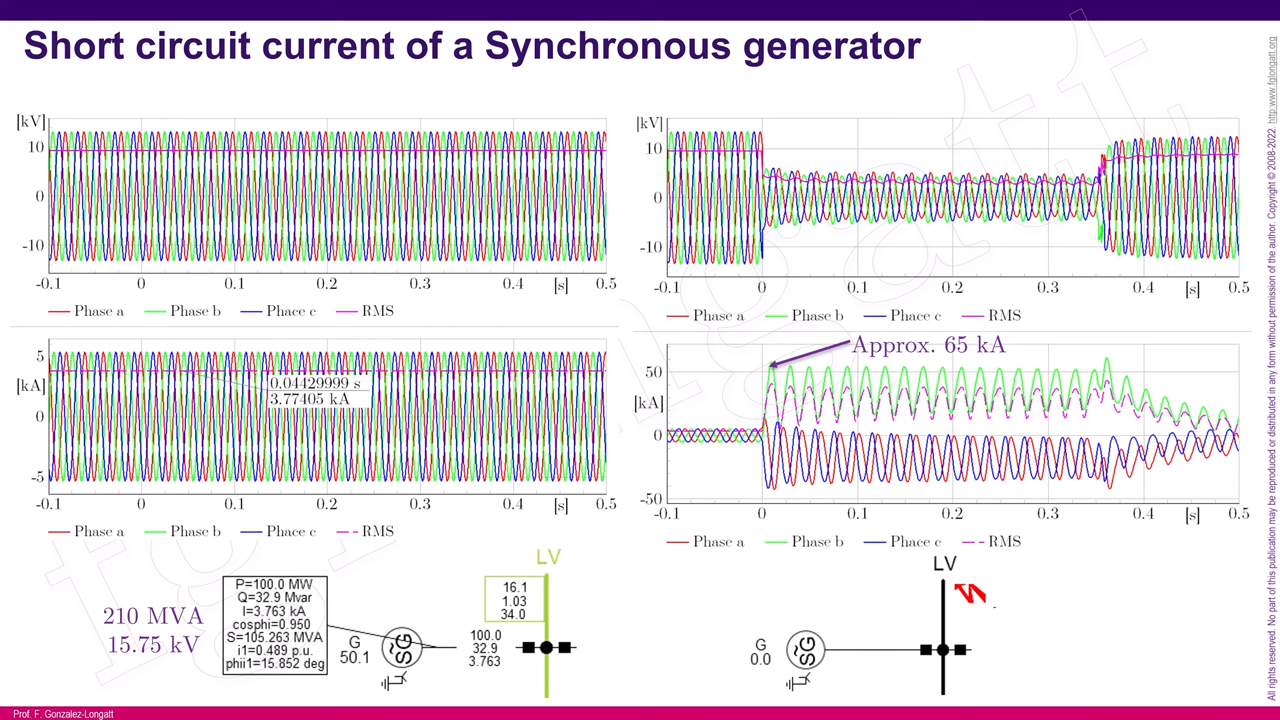 Short circuit current of a Synchronous generator
[kV]
10
0
-10
-0.1 0 0.1 0.2 0.3 0.4 [s] 0.5
Phase a Phase b Phace c RMS
5
[kA]
0
-5
0.04429999 s
3.77405 kA
-0.1 0 0.1 0.2 0.3 0.4 [s] 0.5
Phase a Phase b Phace c RMS
[kV]
10
0
-10
-0.1 0 0.1 0.2 0.3 0.4 [s] 0.5
Phase a Phase b Phace c RMS
Approx. 65 kA
50
[kA]
0
-50
-0.1 0 0.1 0.2 0.3 0.4 [s] 0.5
Phase a Phase b Phace c RMS
210 MVA
15.75 kV
P=100.0 MW
Q=32.9 Mvar
I=3.763 kA
cosphi=0.950
S=105.263 MVA
i1=0.489 p.u.
phii1=15.852 deg
G
50.1
SG
100.0
32.9
3.763
LV
16.1
1.03
34.0
G
0.0
SG
LV
All rights reserved. No part of this publication may be reproduced or distributed in any form without permission of the author. Copyright © 2008-2022. http:www.fglongatt.org
Prof. F. Gonzalez-Longatt